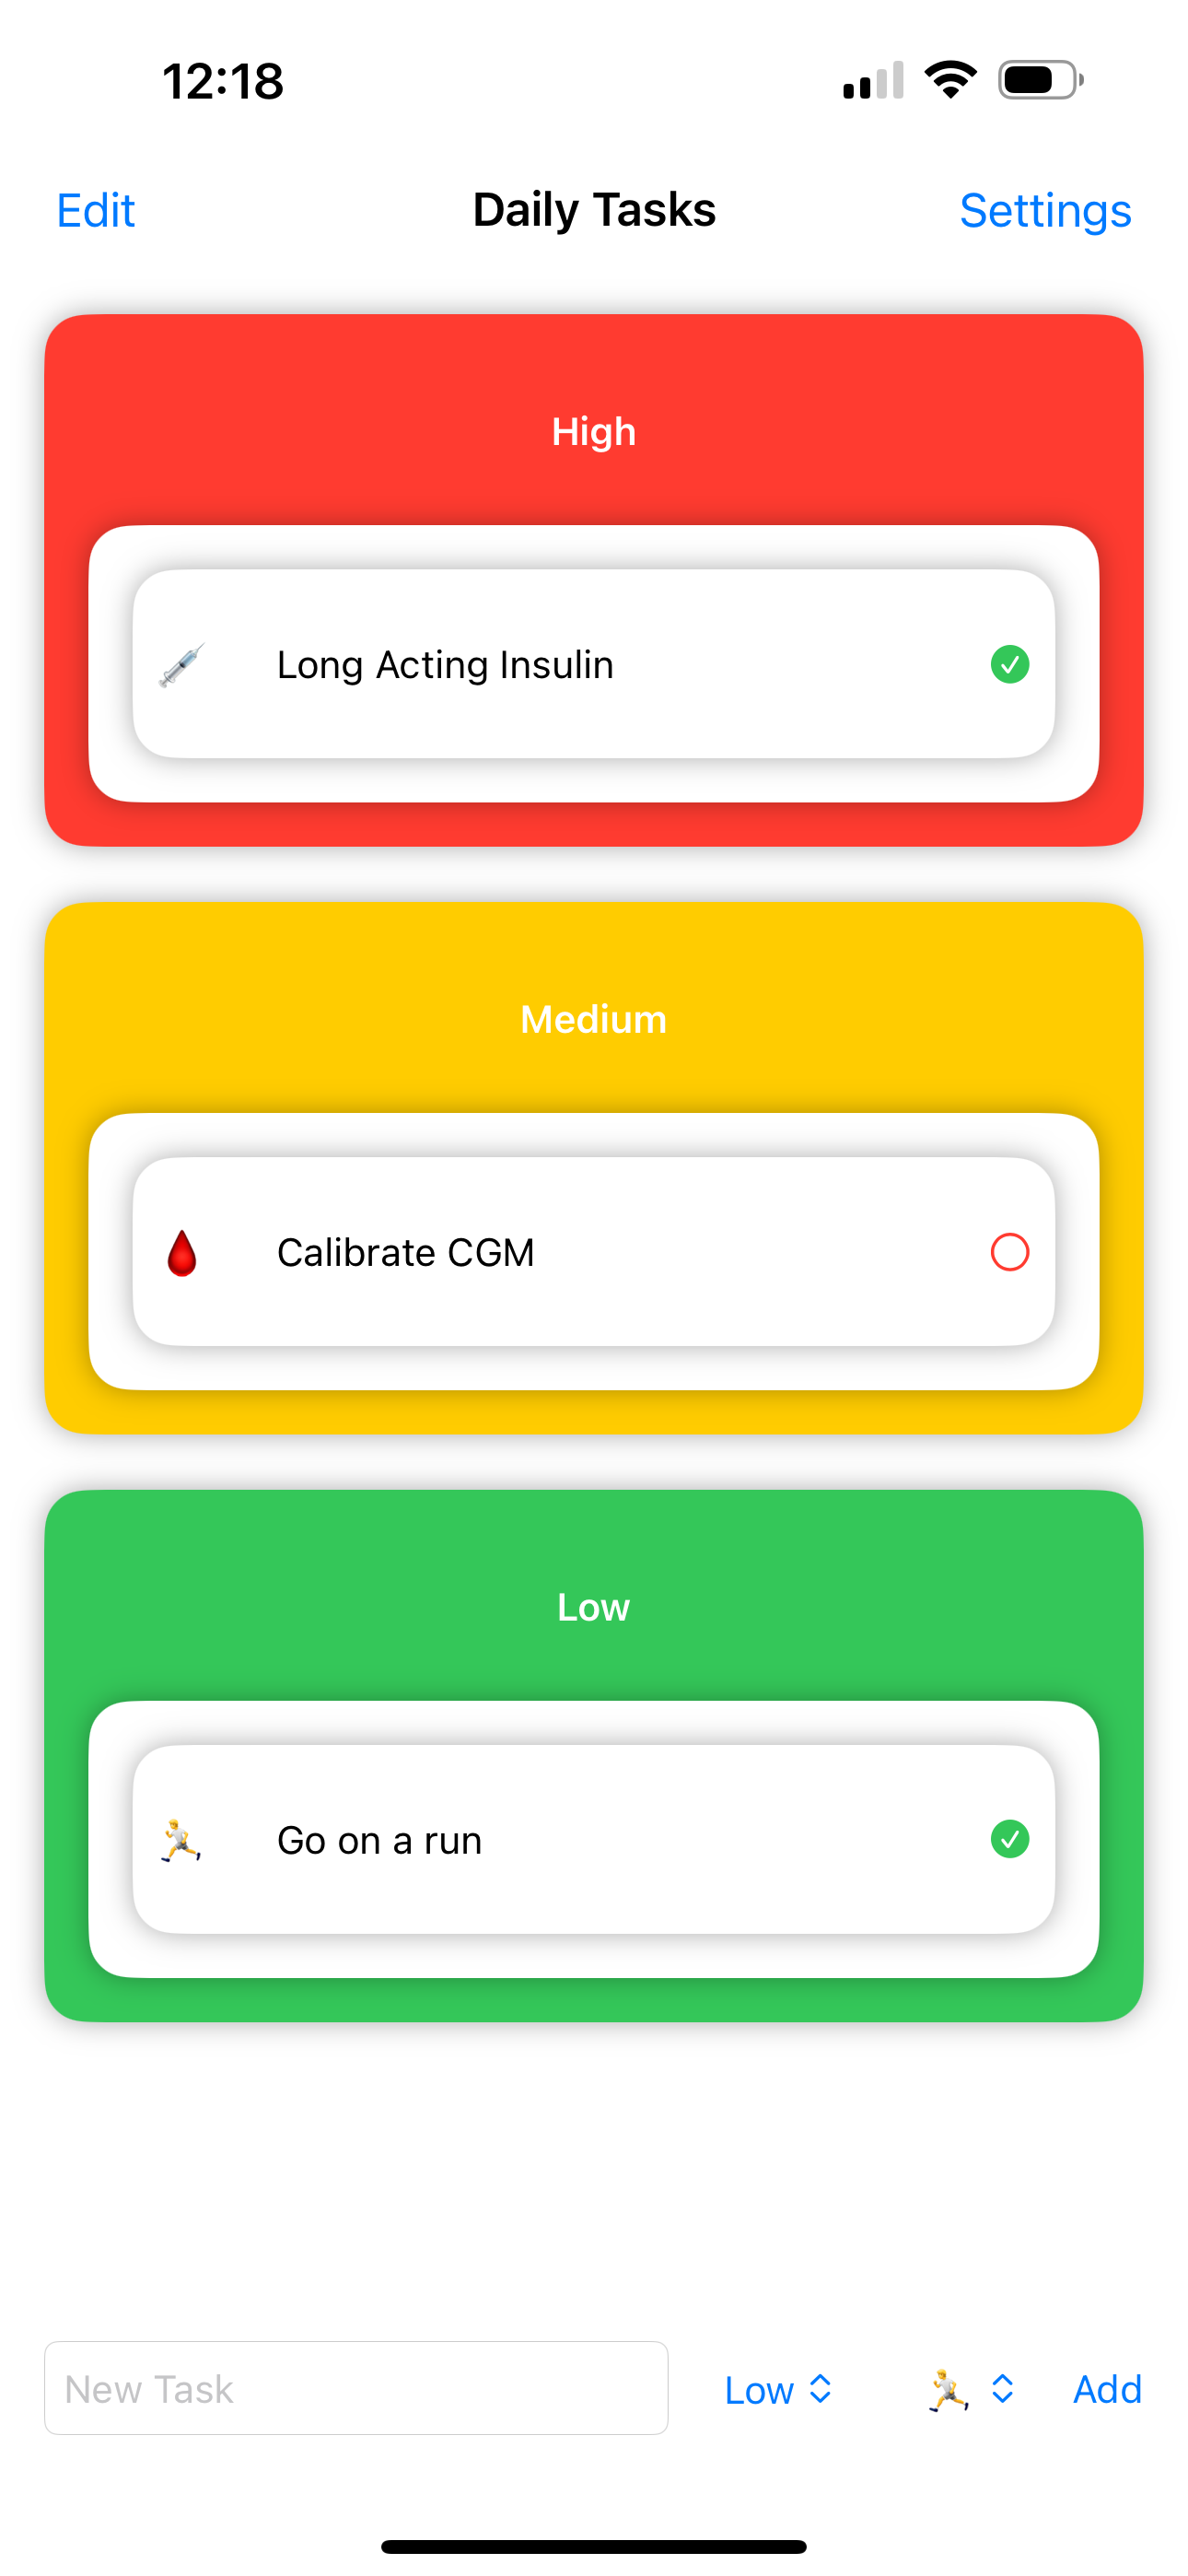 12:18
Edit Daily Tasks Settings
High
Long Acting Insulin
Medium
Calibrate CGM
Low
Go on a run
New Task Low Add